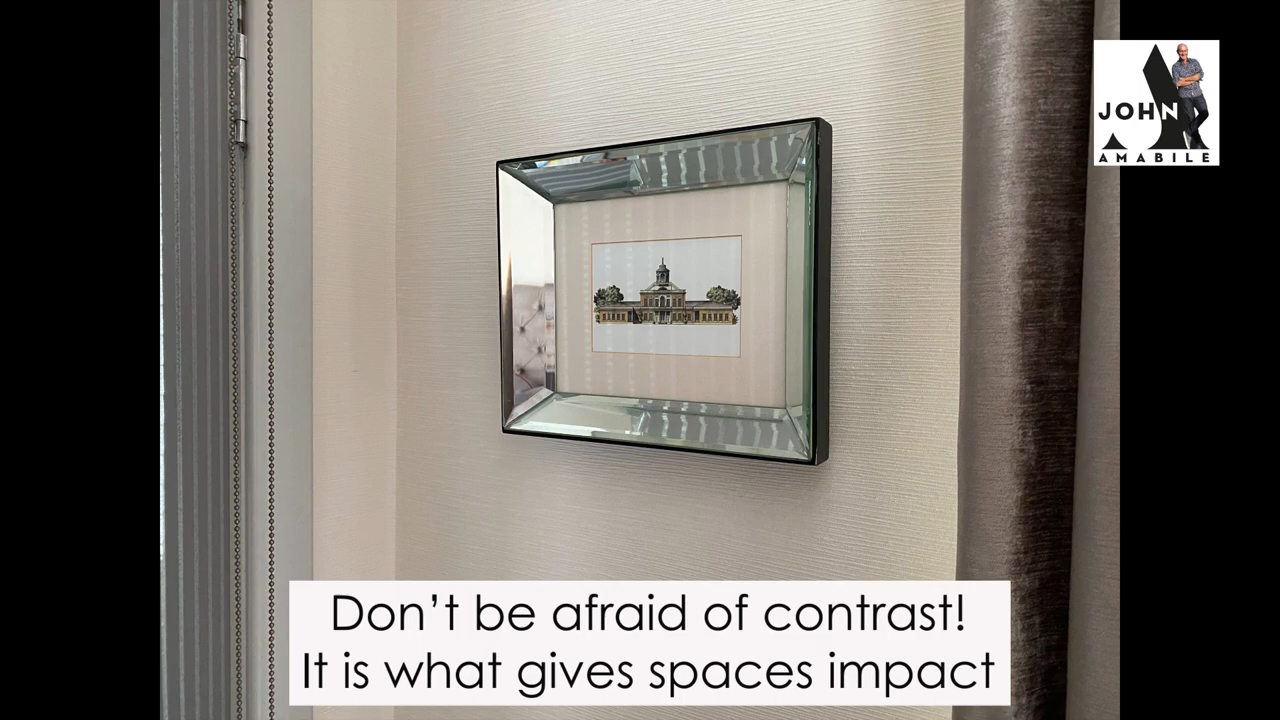 JOHN
AMABILE
Don't be afraid of contrast!
It is what gives spaces impact